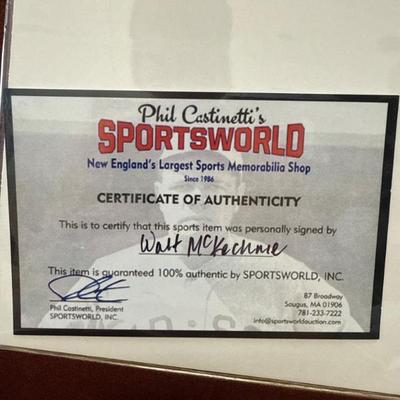 Phil Castinetti's
SPORTSWORLD
New England's Largest Sports Memorabilia Shop
Since 1986
CERTIFICATE OF AUTHENTICITY
This is to certify that this sports item was personally signed by
Walt McKechnie
This item is guaranteed 100% authentic by SPORTSWORLD, INC.
Phil Castinetti, President
SPORTSWORLD, INC.
87 Broadway
Saugus, MA 01906
781-233-7222
info@sportsworldauction.com